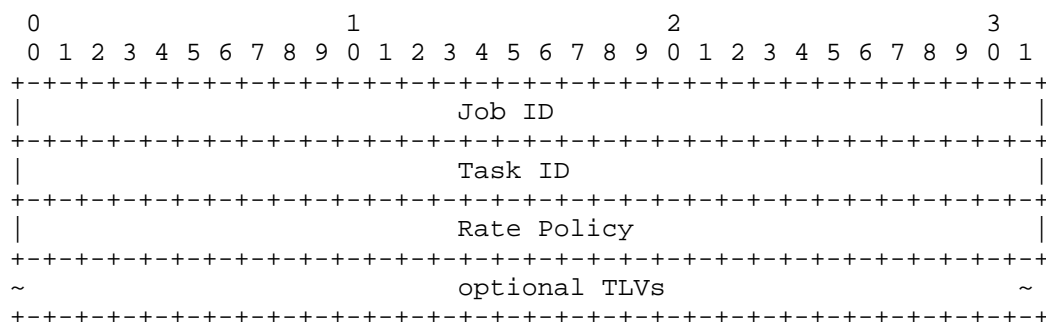 0                   1                   2                   3
 0 1 2 3 4 5 6 7 8 9 0 1 2 3 4 5 6 7 8 9 0 1 2 3 4 5 6 7 8 9 0 1
+-+-+-+-+-+-+-+-+-+-+-+-+-+-+-+-+-+-+-+-+-+-+-+-+-+-+-+-+-+-+-+-+
|                           Job ID                              |
+-+-+-+-+-+-+-+-+-+-+-+-+-+-+-+-+-+-+-+-+-+-+-+-+-+-+-+-+-+-+-+-+
|                           Task ID                             |
+-+-+-+-+-+-+-+-+-+-+-+-+-+-+-+-+-+-+-+-+-+-+-+-+-+-+-+-+-+-+-+-+
|                           Rate Policy                         |
+-+-+-+-+-+-+-+-+-+-+-+-+-+-+-+-+-+-+-+-+-+-+-+-+-+-+-+-+-+-+-+-+
~                           optional TLVs                      ~
+-+-+-+-+-+-+-+-+-+-+-+-+-+-+-+-+-+-+-+-+-+-+-+-+-+-+-+-+-+-+-+-+